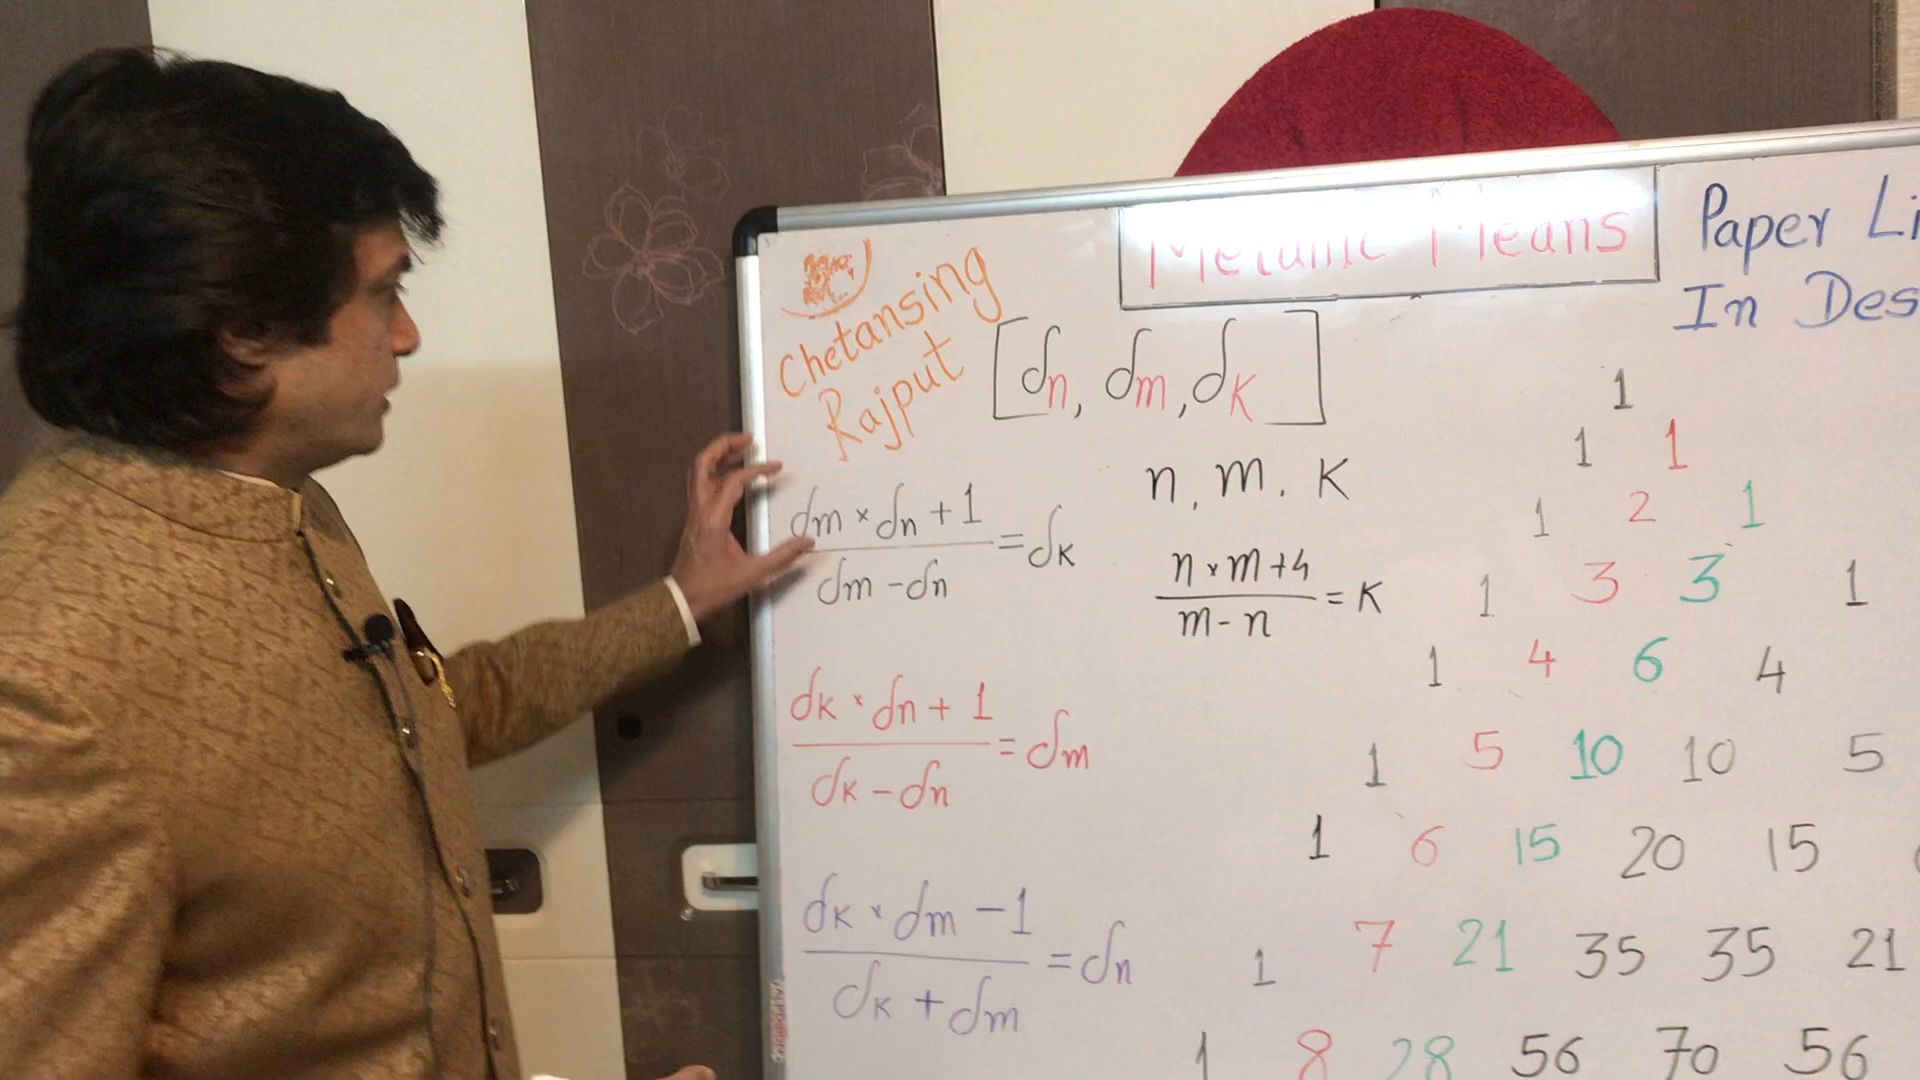 Metallic Means
Paper Li
In Des
Chetansing
Rajput
[δn, δm, δK]
n, m, K
δm × δn + 1
———— = δK
δm - δn
n × m + 4
———— = K
m - n
δK × δn + 1
———— = δm
δK - δn
δK × δm - 1
———— = δn
δK + δm
1
1 1
1 2 1
1 3 3 1
1 4 6 4
1 5 10 10 5
1 6 15 20 15
1 7 21 35 35 21
1 8 28 56 70 56